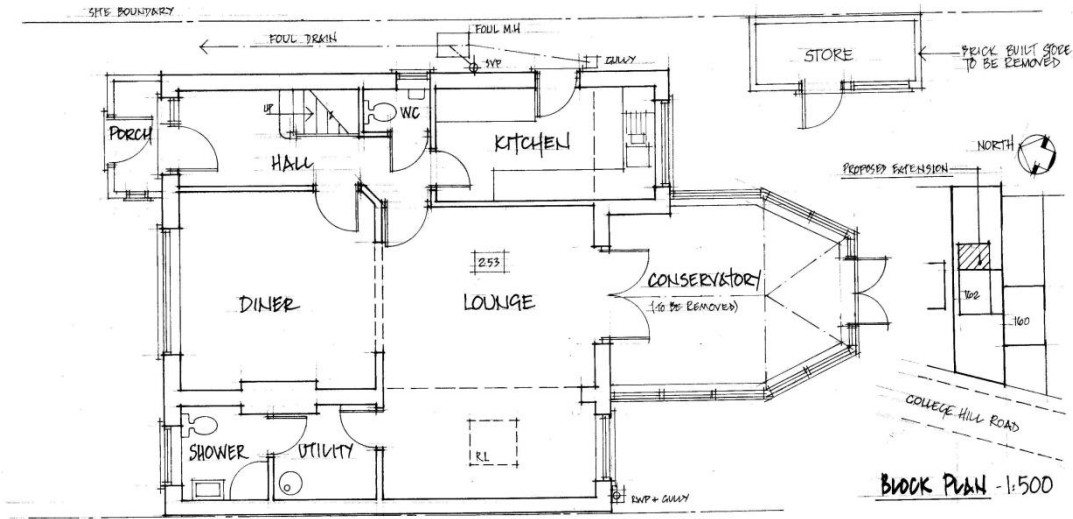 SITE BOUNDARY
FOUL DRAIN
FOUL M.H
SVP
GULLY
STORE
BRICK BUILT STORE
TO BE REMOVED
PORCH
UP
WC
HALL
KITCHEN
NORTH
PROPOSED EXTENSION
253
DINER
LOUNGE
CONSERVATORY
(TO BE REMOVED)
162
160
COLLEGE HILL ROAD
SHOWER
UTILITY
RL
RWP + GULLY
BLOCK PLAN - 1:500